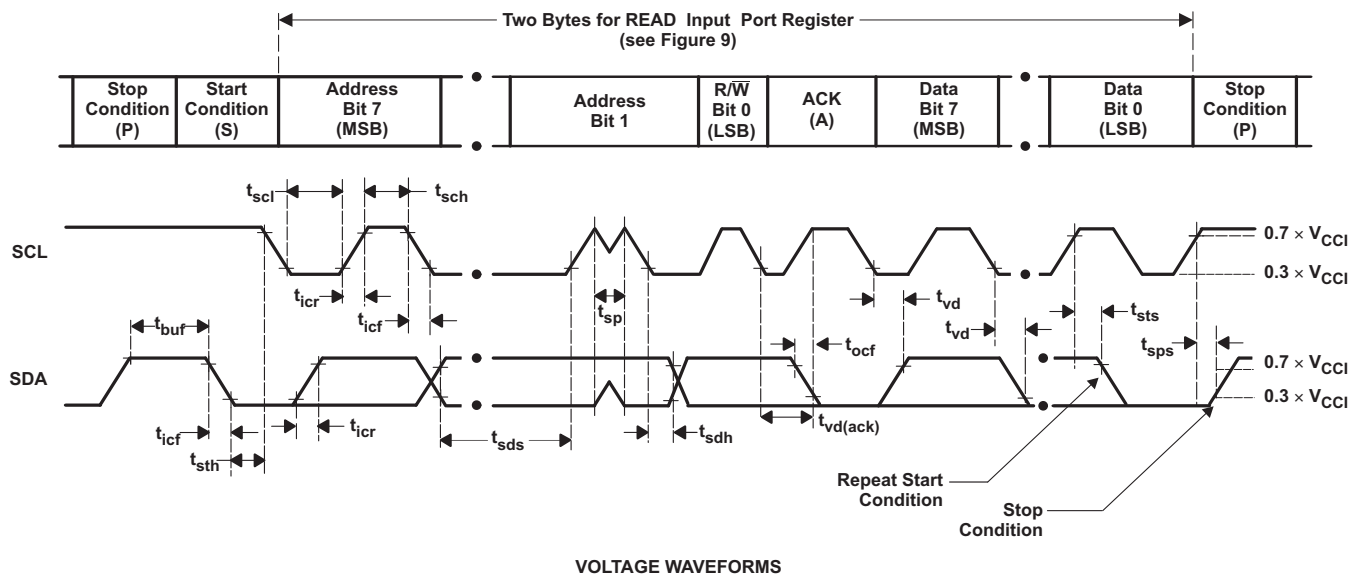 Two Bytes for READ Input Port Register
(see Figure 9)
Stop
Condition
(P)
Start
Condition
(S)
Address
Bit 7
(MSB)
Address
Bit 1
R/W̅
Bit 0
(LSB)
ACK
(A)
Data
Bit 7
(MSB)
Data
Bit 0
(LSB)
Stop
Condition
(P)
tscl
tsch
SCL
0.7 × VCCI
0.3 × VCCI
ticr
ticf
tsp
tvd
tvd
tsts
tbuf
tocf
tsps
SDA
0.7 × VCCI
0.3 × VCCI
ticf
ticr
tsth
tsds
tsdh
tvd(ack)
Repeat Start
Condition
Stop
Condition
VOLTAGE WAVEFORMS